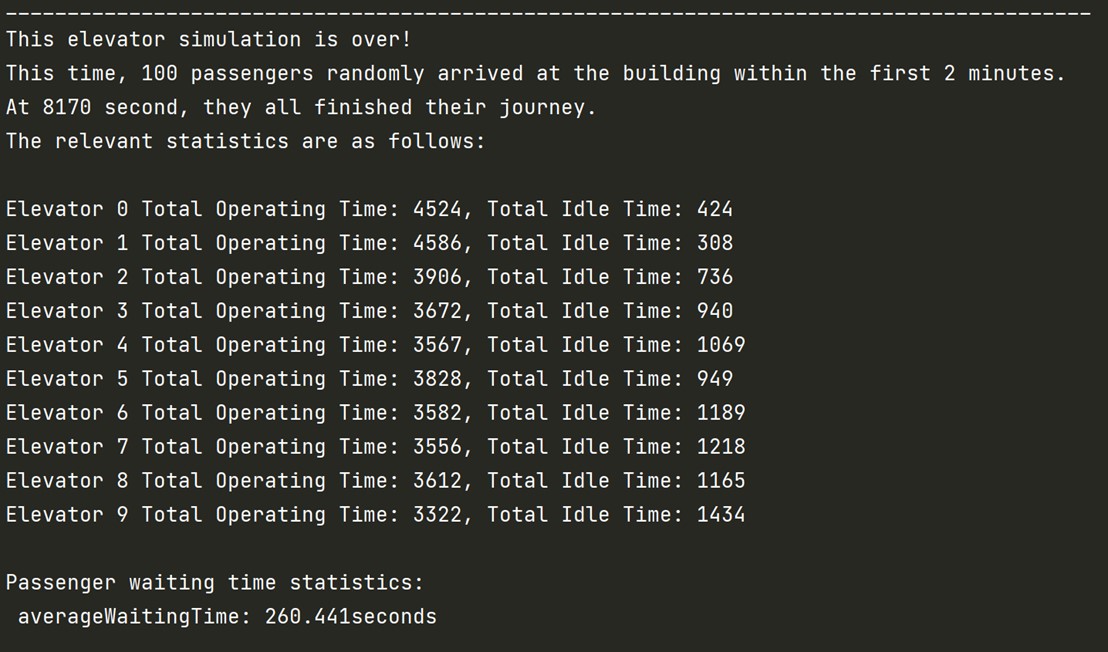 ----------------------------------------------------------------------------------------
This elevator simulation is over!
This time, 100 passengers randomly arrived at the building within the first 2 minutes.
At 8170 second, they all finished their journey.
The relevant statistics are as follows:
Elevator 0 Total Operating Time: 4524, Total Idle Time: 424
Elevator 1 Total Operating Time: 4586, Total Idle Time: 308
Elevator 2 Total Operating Time: 3906, Total Idle Time: 736
Elevator 3 Total Operating Time: 3672, Total Idle Time: 940
Elevator 4 Total Operating Time: 3567, Total Idle Time: 1069
Elevator 5 Total Operating Time: 3828, Total Idle Time: 949
Elevator 6 Total Operating Time: 3582, Total Idle Time: 1189
Elevator 7 Total Operating Time: 3556, Total Idle Time: 1218
Elevator 8 Total Operating Time: 3612, Total Idle Time: 1165
Elevator 9 Total Operating Time: 3322, Total Idle Time: 1434
Passenger waiting time statistics:
averageWaitingTime: 260.441seconds